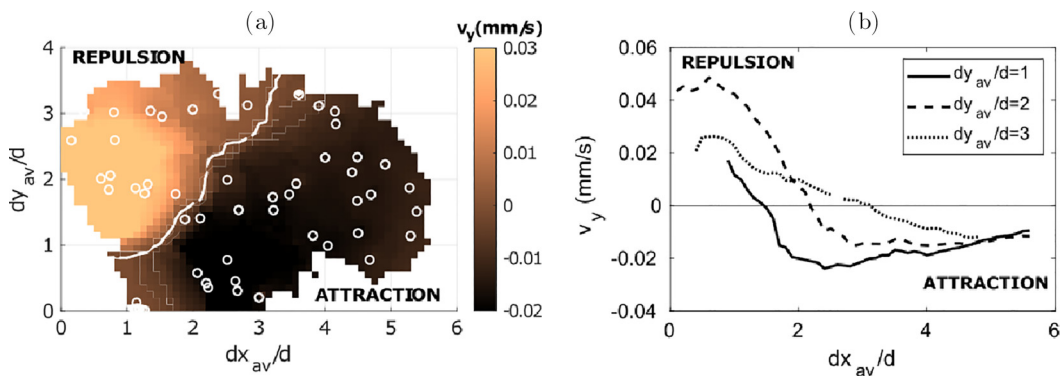 (a)
v_y(mm/s)
REPULSION
ATTRACTION
4
3
2
1
0
dy_av/d
0 1 2 3 4 5 6
dx_av/d
0.03
0.02
0.01
0
-0.01
-0.02
(b)
REPULSION
ATTRACTION
dy_av/d=1
dy_av/d=2
dy_av/d=3
0.06
0.04
0.02
0
-0.02
-0.04
v_y (mm/s)
0 2 4 6
dx_av/d